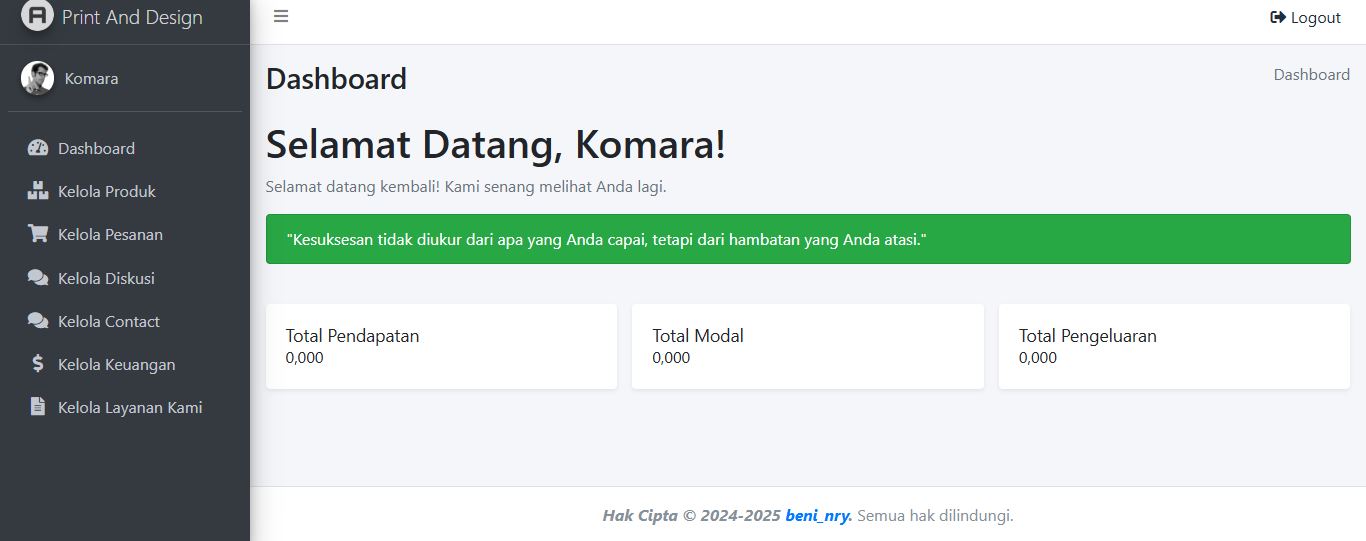 Print And Design
Logout
Komara
Dashboard
Kelola Produk
Kelola Pesanan
Kelola Diskusi
Kelola Contact
Kelola Keuangan
Kelola Layanan Kami
Dashboard
Dashboard
Selamat Datang, Komara!
Selamat datang kembali! Kami senang melihat Anda lagi.
"Kesuksesan tidak diukur dari apa yang Anda capai, tetapi dari hambatan yang Anda atasi."
Total Pendapatan
0,000
Total Modal
0,000
Total Pengeluaran
0,000
Hak Cipta © 2024-2025 beni_nry. Semua hak dilindungi.